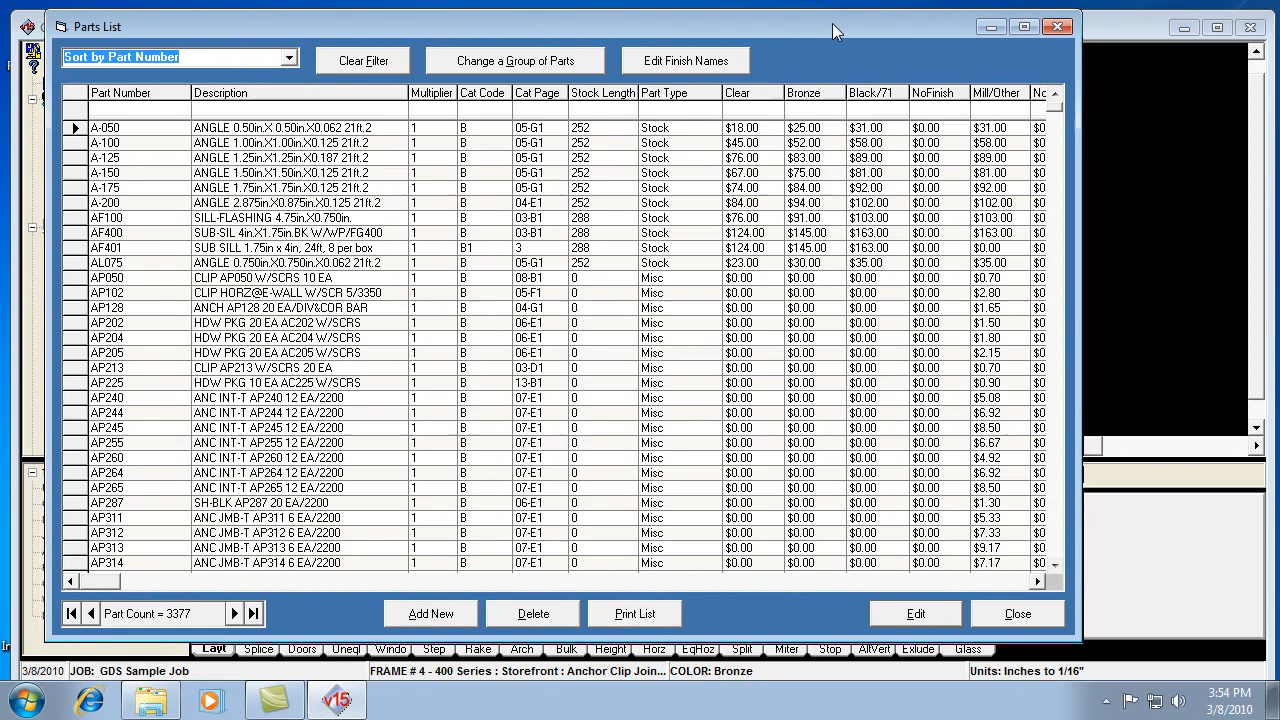 Parts List
Sort by Part Number
Clear Filter Change a Group of Parts Edit Finish Names
Part Number Description Multiplier Cat Code Cat Page Stock Length Part Type Clear Bronze Black/71 NoFinish Mill/Other No
A-050 ANGLE 0.50in.X 0.50in.X0.062 21ft.2 1 B 05-G1 252 Stock $18.00 $25.00 $31.00 $0.00 $31.00 $0
A-100 ANGLE 1.00in.X1.00in.X0.125 21ft.2 1 B 05-G1 252 Stock $45.00 $52.00 $58.00 $0.00 $58.00 $0
A-125 ANGLE 1.25in.X1.25in.X0.187 21ft.2 1 B 05-G1 252 Stock $76.00 $83.00 $89.00 $0.00 $89.00 $0
A-150 ANGLE 1.50in.X1.50in.X0.125 21ft.2 1 B 05-G1 252 Stock $67.00 $75.00 $81.00 $0.00 $81.00 $0
A-175 ANGLE 1.75in.X1.75in.X0.125 21ft.2 1 B 05-G1 252 Stock $74.00 $84.00 $92.00 $0.00 $92.00 $0
A-200 ANGLE 2.875in.X0.875in.X0.125 21ft.2 1 B 04-E1 252 Stock $84.00 $94.00 $102.00 $0.00 $102.00 $0
AF100 SILL-FLASHING 4.75in.X0.750in. 1 B 03-B1 288 Stock $76.00 $91.00 $103.00 $0.00 $103.00 $0
AF400 SUB-SIL 4in.X1.75in.BK W/WP/FG400 1 B 03-B1 288 Stock $124.00 $145.00 $163.00 $0.00 $163.00 $0
AF401 SUB SILL 1.75in x 4in, 24ft, 8 per box 1 B1 3 288 Stock $124.00 $145.00 $163.00 $0.00 $0.00 $0
AL075 ANGLE 0.750in.X0.750in.X0.062 21ft.2 1 B 05-G1 252 Stock $23.00 $30.00 $35.00 $0.00 $35.00 $0
AP050 CLIP AP050 W/SCRS 10 EA 1 B 08-B1 0 Misc $0.00 $0.00 $0.00 $0.00 $0.70 $0
AP102 CLIP HORZ@E-WALL W/SCR 5/3350 1 B 05-F1 0 Misc $0.00 $0.00 $0.00 $0.00 $2.80 $0
AP128 ANCH AP128 20 EA/DIV&COR BAR 1 B 04-G1 0 Misc $0.00 $0.00 $0.00 $0.00 $1.65 $0
AP202 HDW PKG 20 EA AC202 W/SCRS 1 B 06-E1 0 Misc $0.00 $0.00 $0.00 $0.00 $1.50 $0
AP204 HDW PKG 20 EA AC204 W/SCRS 1 B 06-E1 0 Misc $0.00 $0.00 $0.00 $0.00 $1.80 $0
AP205 HDW PKG 20 EA AC205 W/SCRS 1 B 06-E1 0 Misc $0.00 $0.00 $0.00 $0.00 $2.15 $0
AP213 CLIP AP213 W/SCRS 20 EA 1 B 03-D1 0 Misc $0.00 $0.00 $0.00 $0.00 $0.70 $0
AP225 HDW PKG 10 EA AC225 W/SCRS 1 B 13-B1 0 Misc $0.00 $0.00 $0.00 $0.00 $0.90 $0
AP240 ANC INT-T AP240 12 EA/2200 1 B 07-E1 0 Misc $0.00 $0.00 $0.00 $0.00 $5.08 $0
AP244 ANC INT-T AP244 12 EA/2200 1 B 07-E1 0 Misc $0.00 $0.00 $0.00 $0.00 $6.92 $0
AP245 ANC INT-T AP245 12 EA/2200 1 B 07-E1 0 Misc $0.00 $0.00 $0.00 $0.00 $8.50 $0
AP255 ANC INT-T AP255 12 EA/2200 1 B 07-E1 0 Misc $0.00 $0.00 $0.00 $0.00 $6.67 $0
AP260 ANC INT-T AP260 12 EA/2200 1 B 07-E1 0 Misc $0.00 $0.00 $0.00 $0.00 $4.92 $0
AP264 ANC INT-T AP264 12 EA/2200 1 B 07-E1 0 Misc $0.00 $0.00 $0.00 $0.00 $6.92 $0
AP265 ANC INT-T AP265 12 EA/2200 1 B 07-E1 0 Misc $0.00 $0.00 $0.00 $0.00 $8.50 $0
AP287 SH-BLK AP287 20 EA/2200 1 B 06-E1 0 Misc $0.00 $0.00 $0.00 $0.00 $1.30 $0
AP311 ANC JMB-T AP311 6 EA/2200 1 B 07-E1 0 Misc $0.00 $0.00 $0.00 $0.00 $5.33 $0
AP312 ANC JMB-T AP312 6 EA/2200 1 B 07-E1 0 Misc $0.00 $0.00 $0.00 $0.00 $7.33 $0
AP313 ANC JMB-T AP313 6 EA/2200 1 B 07-E1 0 Misc $0.00 $0.00 $0.00 $0.00 $9.17 $0
AP314 ANC JMB-T AP314 6 EA/2200 1 B 07-E1 0 Misc $0.00 $0.00 $0.00 $0.00 $7.17 $0
Part Count = 3377 Add New Delete Print List Edit Close
Layt Splice Doors Uneql Windo Step Rake Arch Bulk Height Horz EqHoz Split Miter Stop AltVert Exlude Glass
3/8/2010 JOB: GDS Sample Job FRAME # 4 - 400 Series : Storefront : Anchor Clip Join... COLOR: Bronze Units: Inches to 1/16"
v15
3:54 PM
3/8/2010